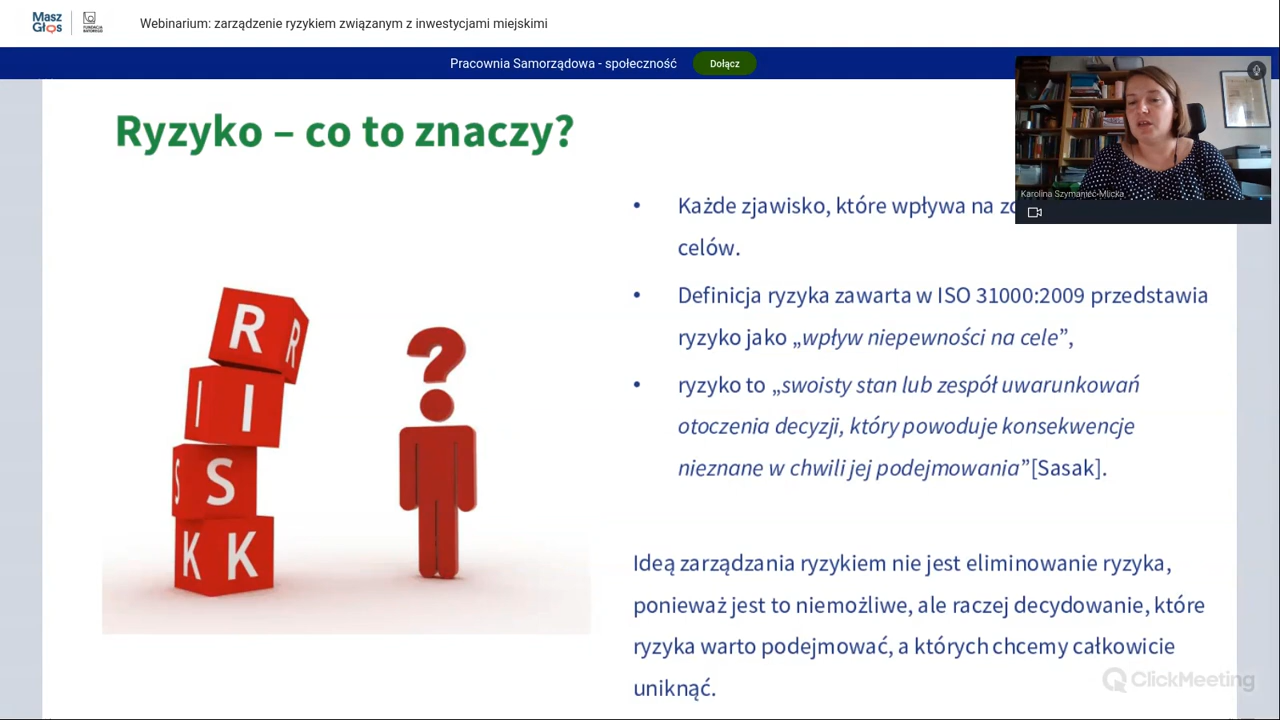 Masz
Głos
FUNDACJA
BATOREGO
Webinarium: zarządzenie ryzykiem związanym z inwestycjami miejskimi
Pracownia Samorządowa - społeczność
Dołącz
Karolina Szymaniec-Mlicka
Ryzyko – co to znaczy?
R R
I I
S S
K K
?
• Każde zjawisko, które wpływa na
celów.
• Definicja ryzyka zawarta w ISO 31000:2009 przedstawia
ryzyko jako „wpływ niepewności na cele”,
• ryzyko to „swoisty stan lub zespół uwarunkowań
otoczenia decyzji, który powoduje konsekwencje
nieznane w chwili jej podejmowania”[Sasak].
Ideą zarządzania ryzykiem nie jest eliminowanie ryzyka,
ponieważ jest to niemożliwe, ale raczej decydowanie, które
ryzyka warto podejmować, a których chcemy całkowicie
uniknąć.
ClickMeeting